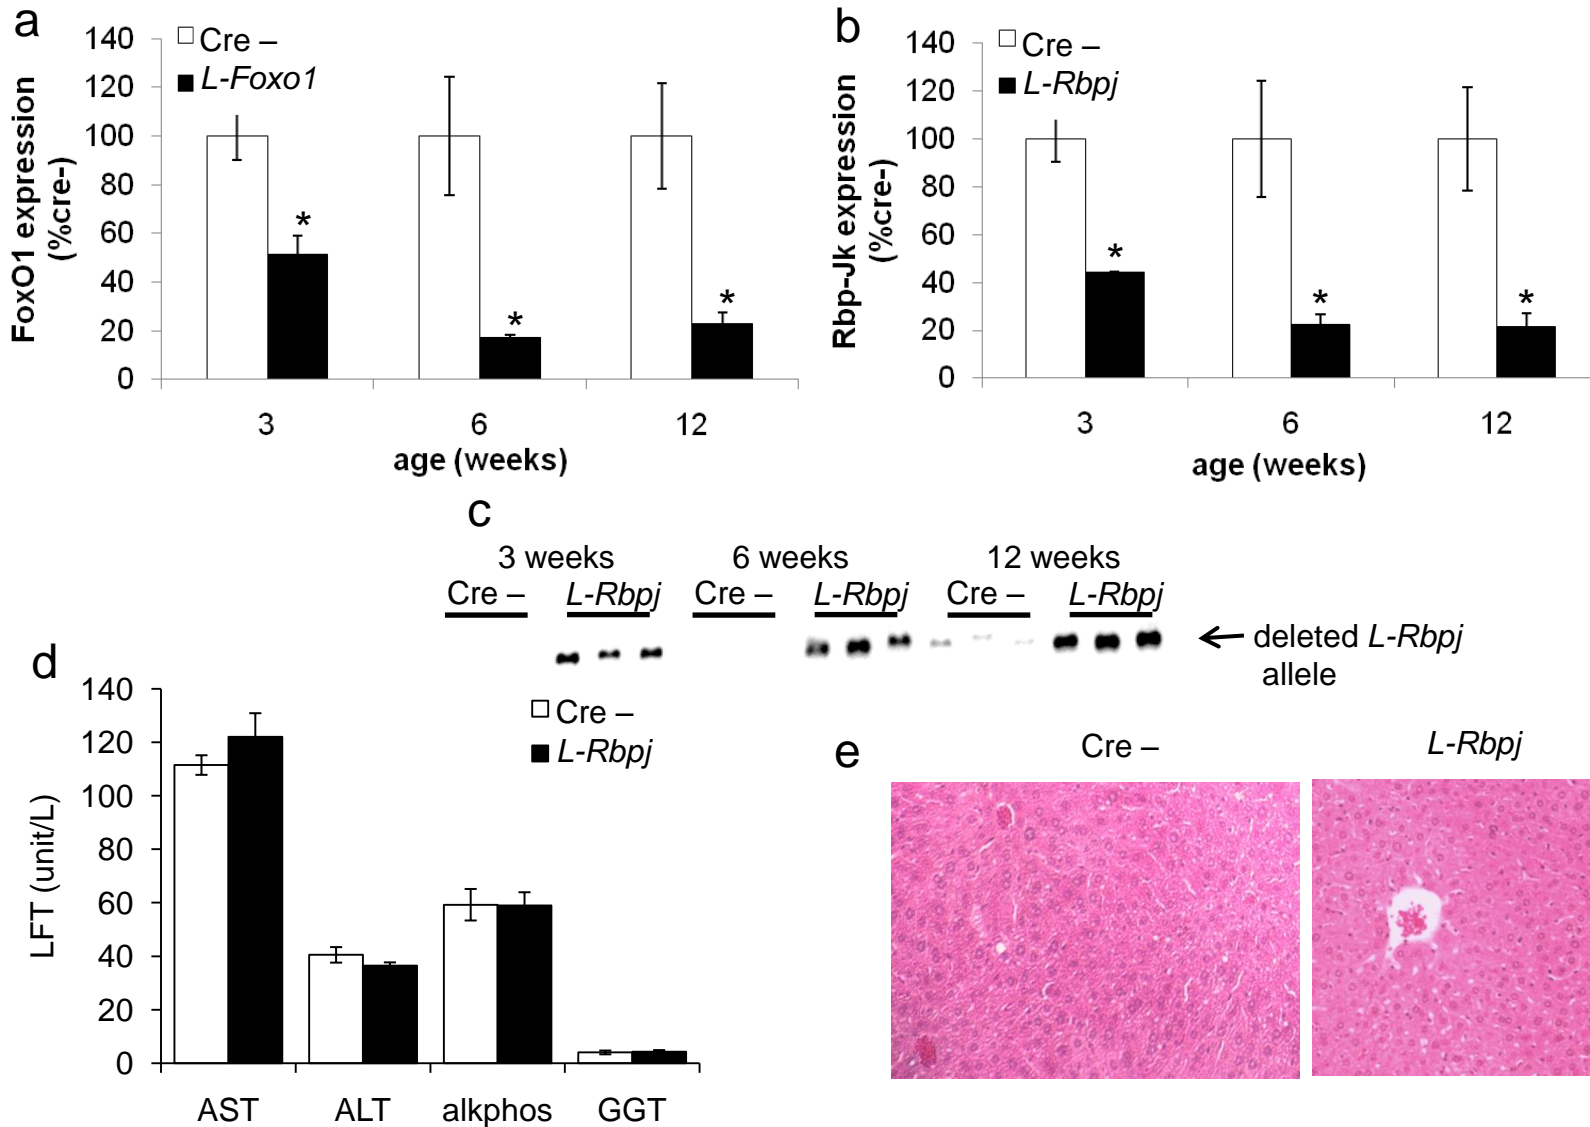 a
140
120
100
80
60
40
20
0
FoxO1 expression
(%cre-)
Cre –
L-Foxo1
*
*
*
3 6 12
age (weeks)
b
140
120
100
80
60
40
20
0
Rbp-Jk expression
(%cre-)
Cre –
L-Rbpj
*
*
*
3 6 12
age (weeks)
c
3 weeks 6 weeks 12 weeks
Cre – L-Rbpj Cre – L-Rbpj Cre – L-Rbpj
deleted L-Rbpj
allele
d
140
120
100
80
60
40
20
0
LFT (unit/L)
Cre –
L-Rbpj
AST ALT alkphos GGT
e
Cre – L-Rbpj